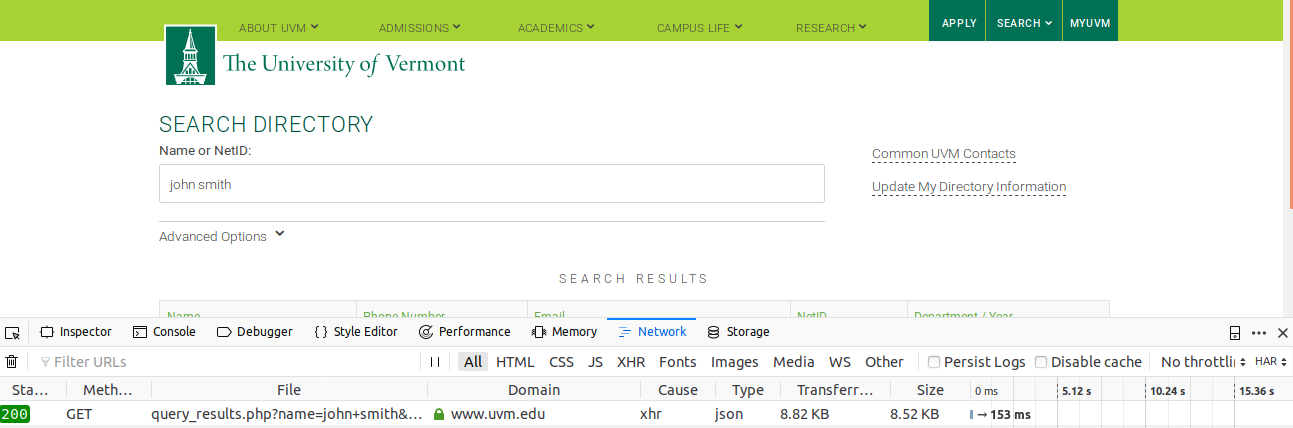 ABOUT UVM ADMISSIONS ACADEMICS CAMPUS LIFE RESEARCH APPLY SEARCH MYUVM
The University of Vermont
SEARCH DIRECTORY
Name or NetID:
john smith
Common UVM Contacts
Update My Directory Information
Advanced Options
SEARCH RESULTS
Name Phone Number Email NetID Department / Year
Inspector Console Debugger Style Editor Performance Memory Network Storage
Filter URLs All HTML CSS JS XHR Fonts Images Media WS Other Persist Logs Disable cache No throttli HAR
Sta... Meth... File Domain Cause Type Transferr... Size 0 ms 5.12 s 10.24 s 15.36 s
200 GET query_results.php?name=john+smith&... www.uvm.edu xhr json 8.82 KB 8.52 KB → 153 ms